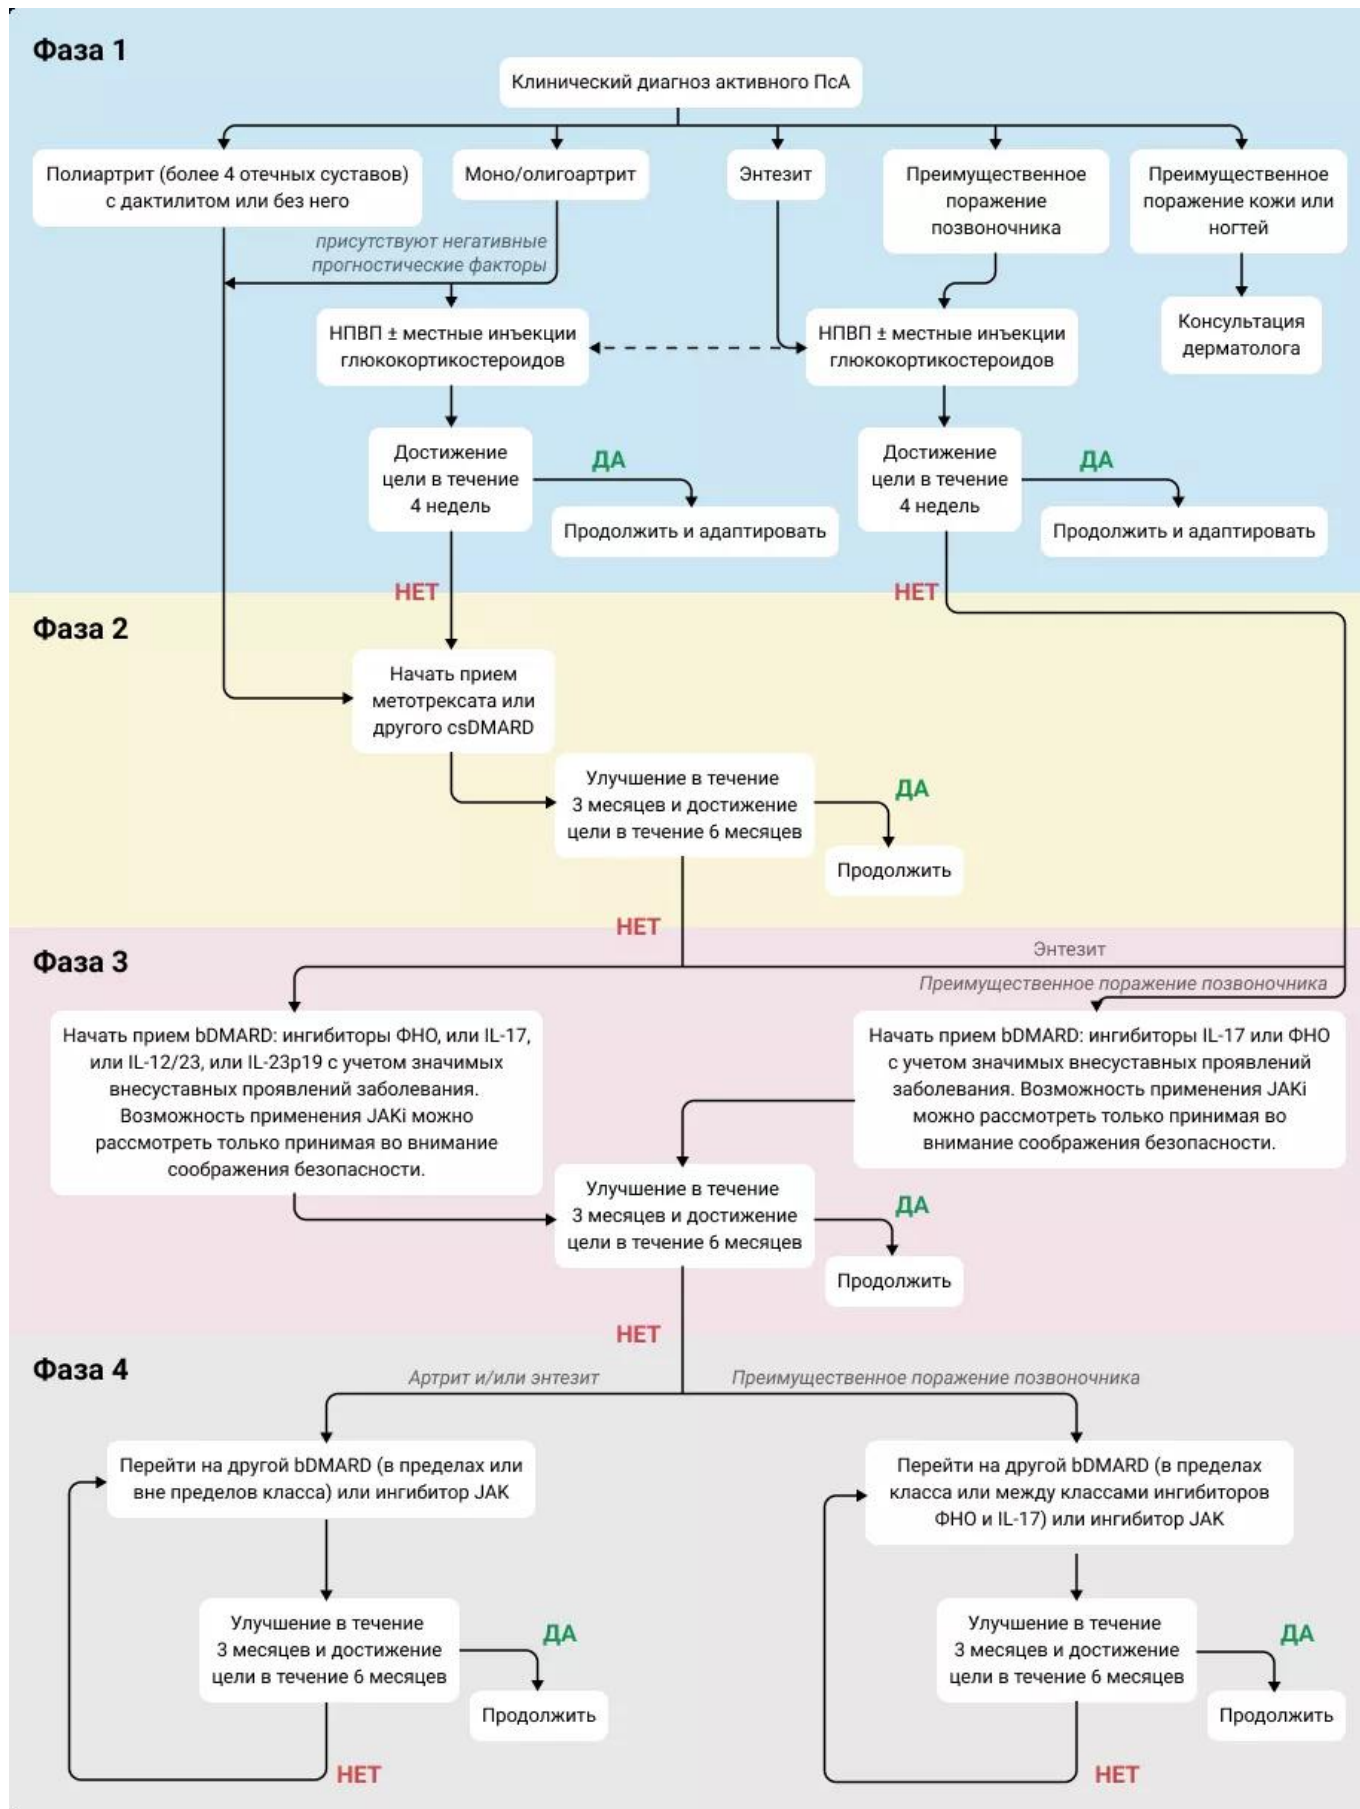 Фаза 1
Клинический диагноз активного ПсА
Полиартрит (более 4 отечных суставов)
с дактилитом или без него
Моно/олигоартрит
Энтезит
Преимущественное
поражение
позвоночника
Преимущественное
поражение кожи или
ногтей
присутствуют негативные
прогностические факторы
НПВП ± местные инъекции
глюкокортикостероидов
НПВП ± местные инъекции
глюкокортикостероидов
Консультация
дерматолога
Достижение
цели в течение
4 недель
ДА
Продолжить и адаптировать
Достижение
цели в течение
4 недель
ДА
Продолжить и адаптировать
НЕТ
НЕТ
Фаза 2
Начать прием
метотрексата или
другого csDMARD
Улучшение в течение
3 месяцев и достижение
цели в течение 6 месяцев
ДА
Продолжить
НЕТ
Фаза 3
Энтезит
Преимущественное поражение позвоночника
Начать прием bDMARD: ингибиторы ФНО, или IL-17,
или IL-12/23, или IL-23p19 с учетом значимых
внесуставных проявлений заболевания.
Возможность применения JAKi можно
рассмотреть только принимая во внимание
соображения безопасности.
Начать прием bDMARD: ингибиторы IL-17 или ФНО
с учетом значимых внесуставных проявлений
заболевания. Возможность применения JAKi
можно рассмотреть только принимая во
внимание соображения безопасности.
Улучшение в течение
3 месяцев и достижение
цели в течение 6 месяцев
ДА
Продолжить
НЕТ
Фаза 4
Артрит и/или энтезит
Преимущественное поражение позвоночника
Перейти на другой bDMARD (в пределах или
вне пределов класса) или ингибитор JAK
Перейти на другой bDMARD (в пределах
класса или между классами ингибиторов
ФНО и IL-17) или ингибитор JAK
Улучшение в течение
3 месяцев и достижение
цели в течение 6 месяцев
ДА
Продолжить
НЕТ
Улучшение в течение
3 месяцев и достижение
цели в течение 6 месяцев
ДА
Продолжить
НЕТ